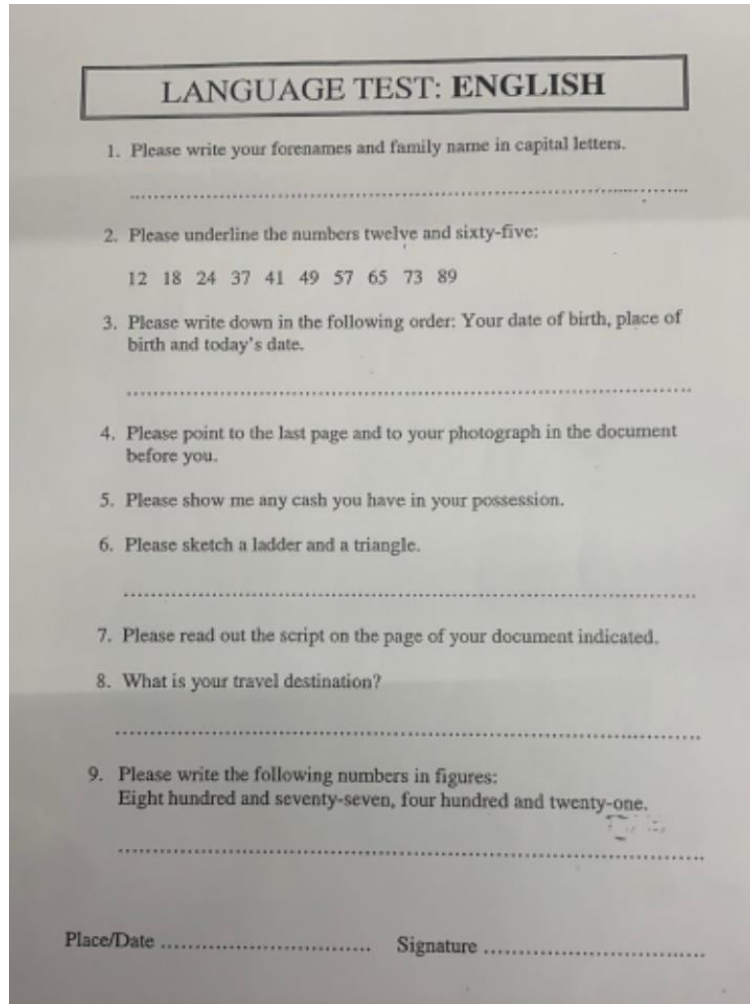 LANGUAGE TEST: ENGLISH
1. Please write your forenames and family name in capital letters.
2. Please underline the numbers twelve and sixty-five:
12 18 24 37 41 49 57 65 73 89
3. Please write down in the following order: Your date of birth, place of
birth and today's date.
4. Please point to the last page and to your photograph in the document
before you.
5. Please show me any cash you have in your possession.
6. Please sketch a ladder and a triangle.
7. Please read out the script on the page of your document indicated.
8. What is your travel destination?
9. Please write the following numbers in figures:
Eight hundred and seventy-seven, four hundred and twenty-one.
Place/Date ............................... Signature .................................